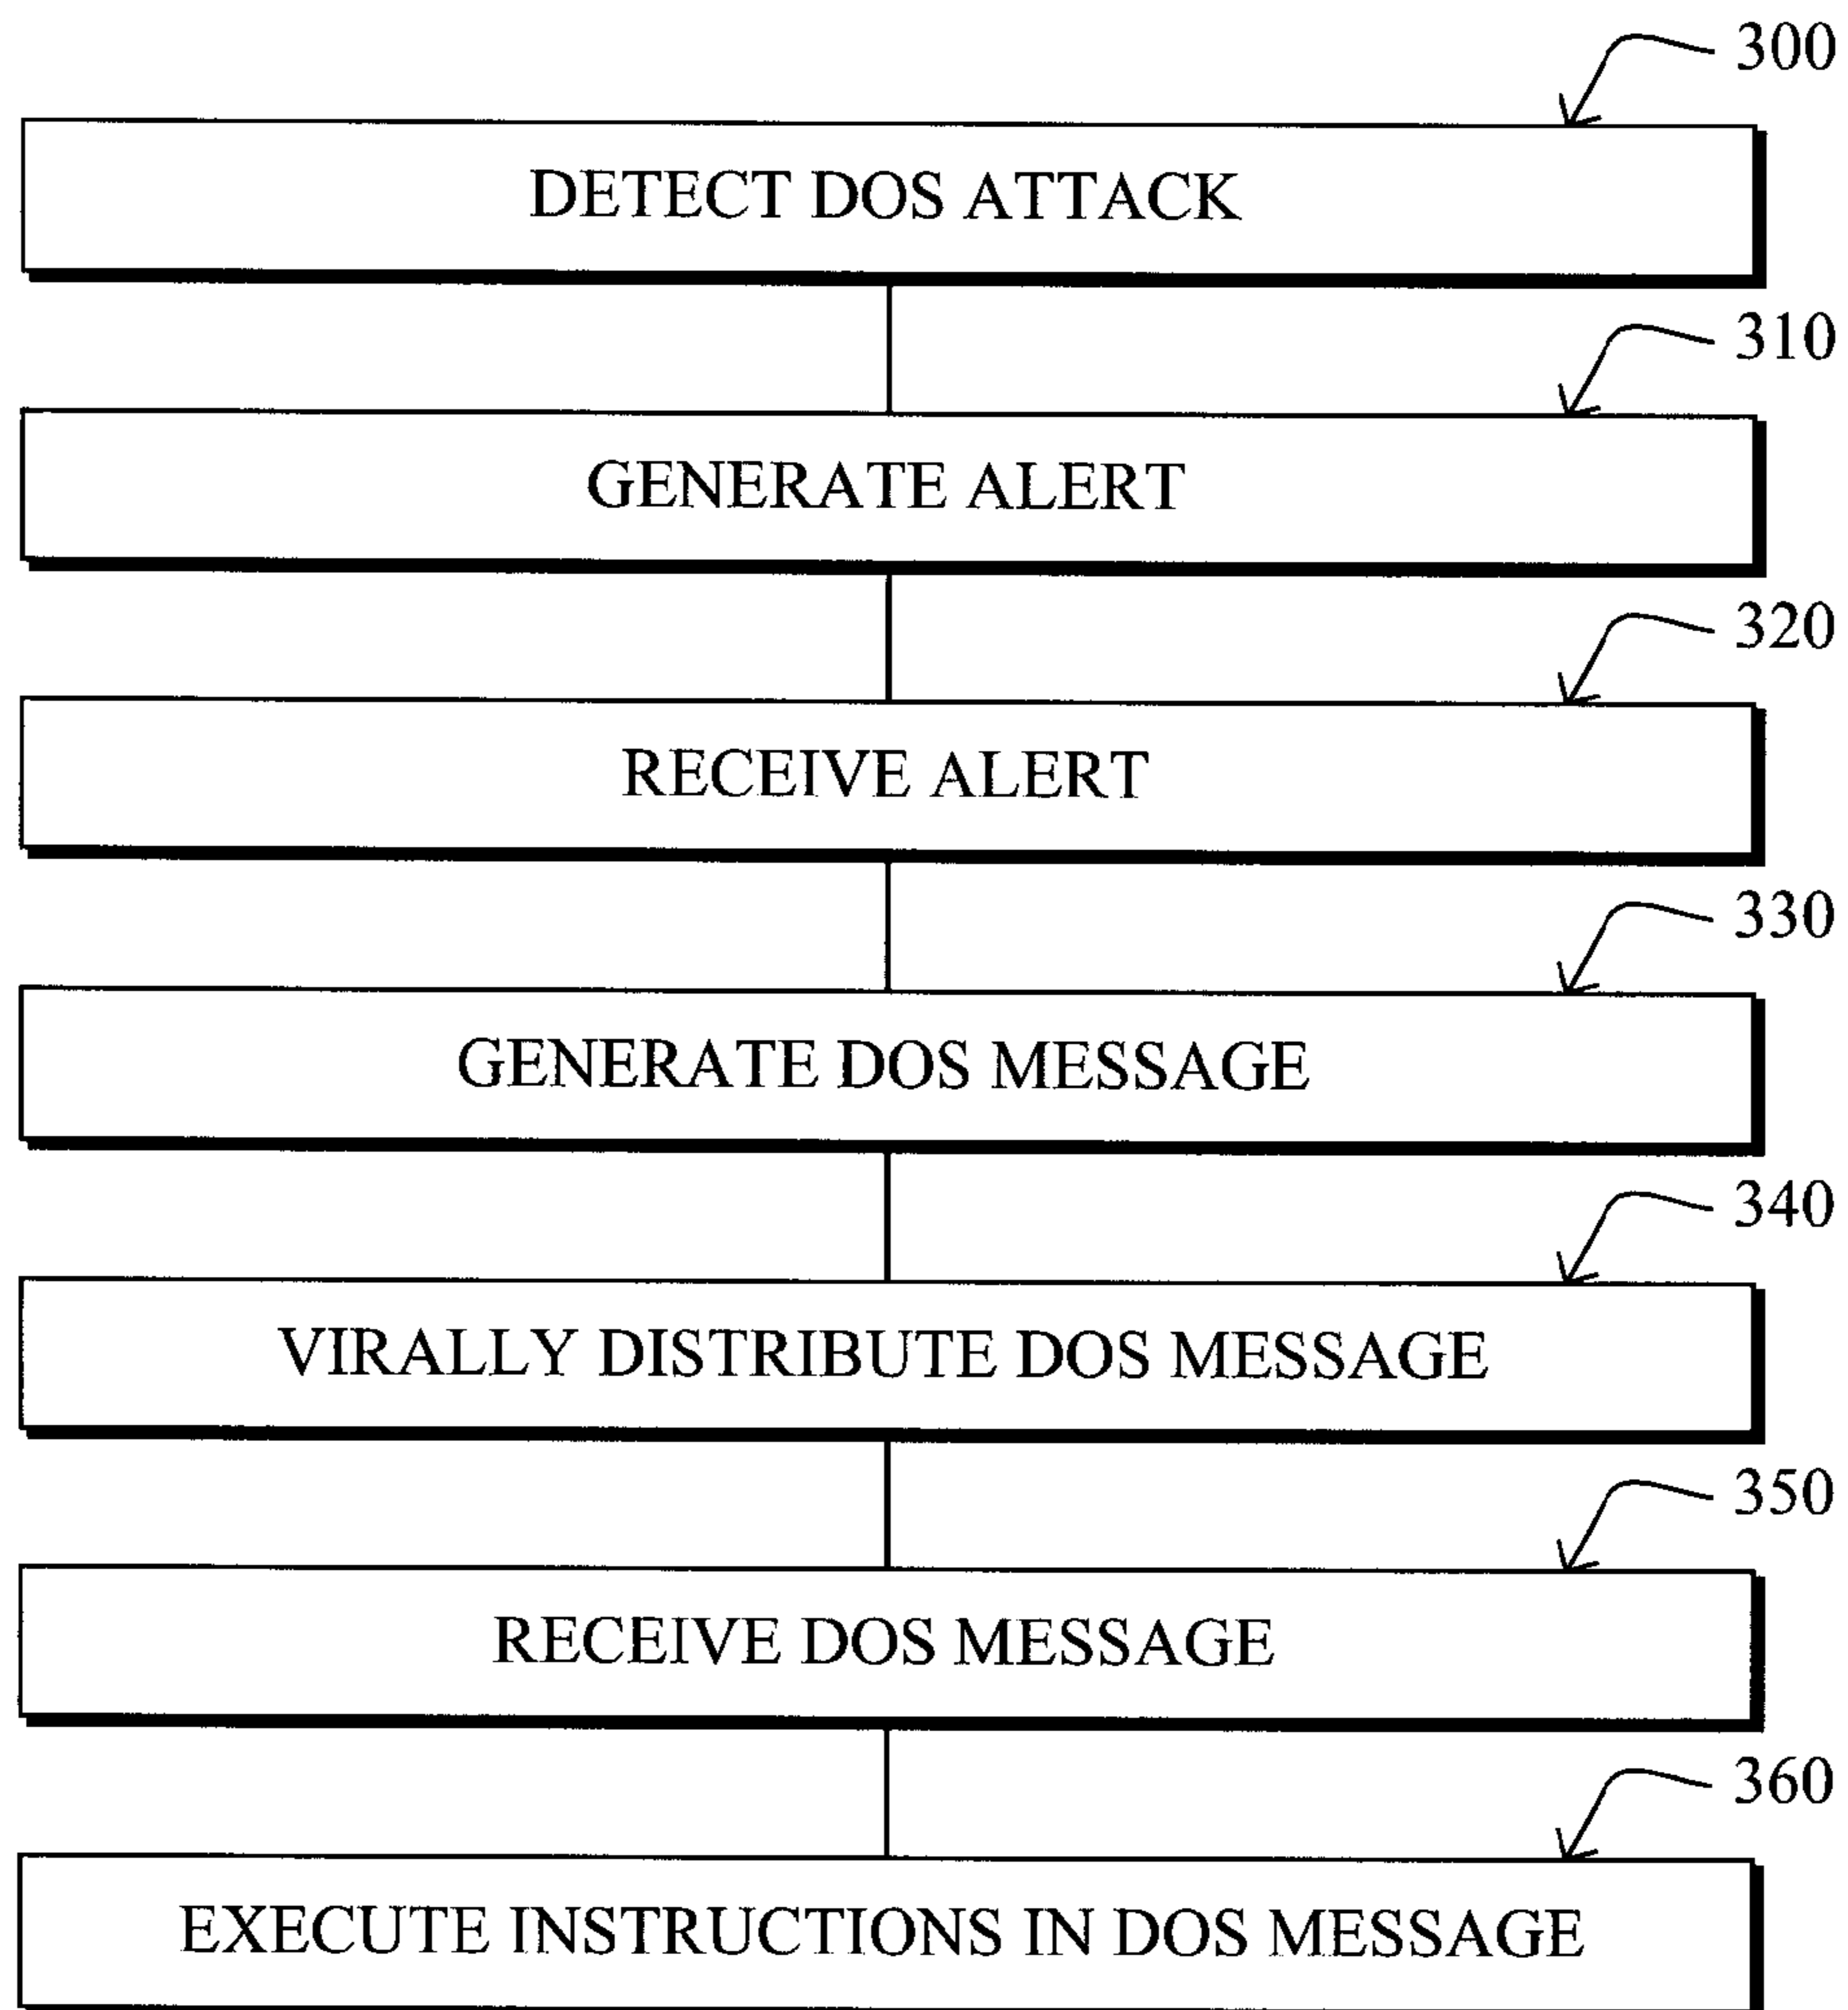 300
DETECT DOS ATTACK
310
GENERATE ALERT
320
RECEIVE ALERT
330
GENERATE DOS MESSAGE
340
VIRALLY DISTRIBUTE DOS MESSAGE
350
RECEIVE DOS MESSAGE
360
EXECUTE INSTRUCTIONS IN DOS MESSAGE